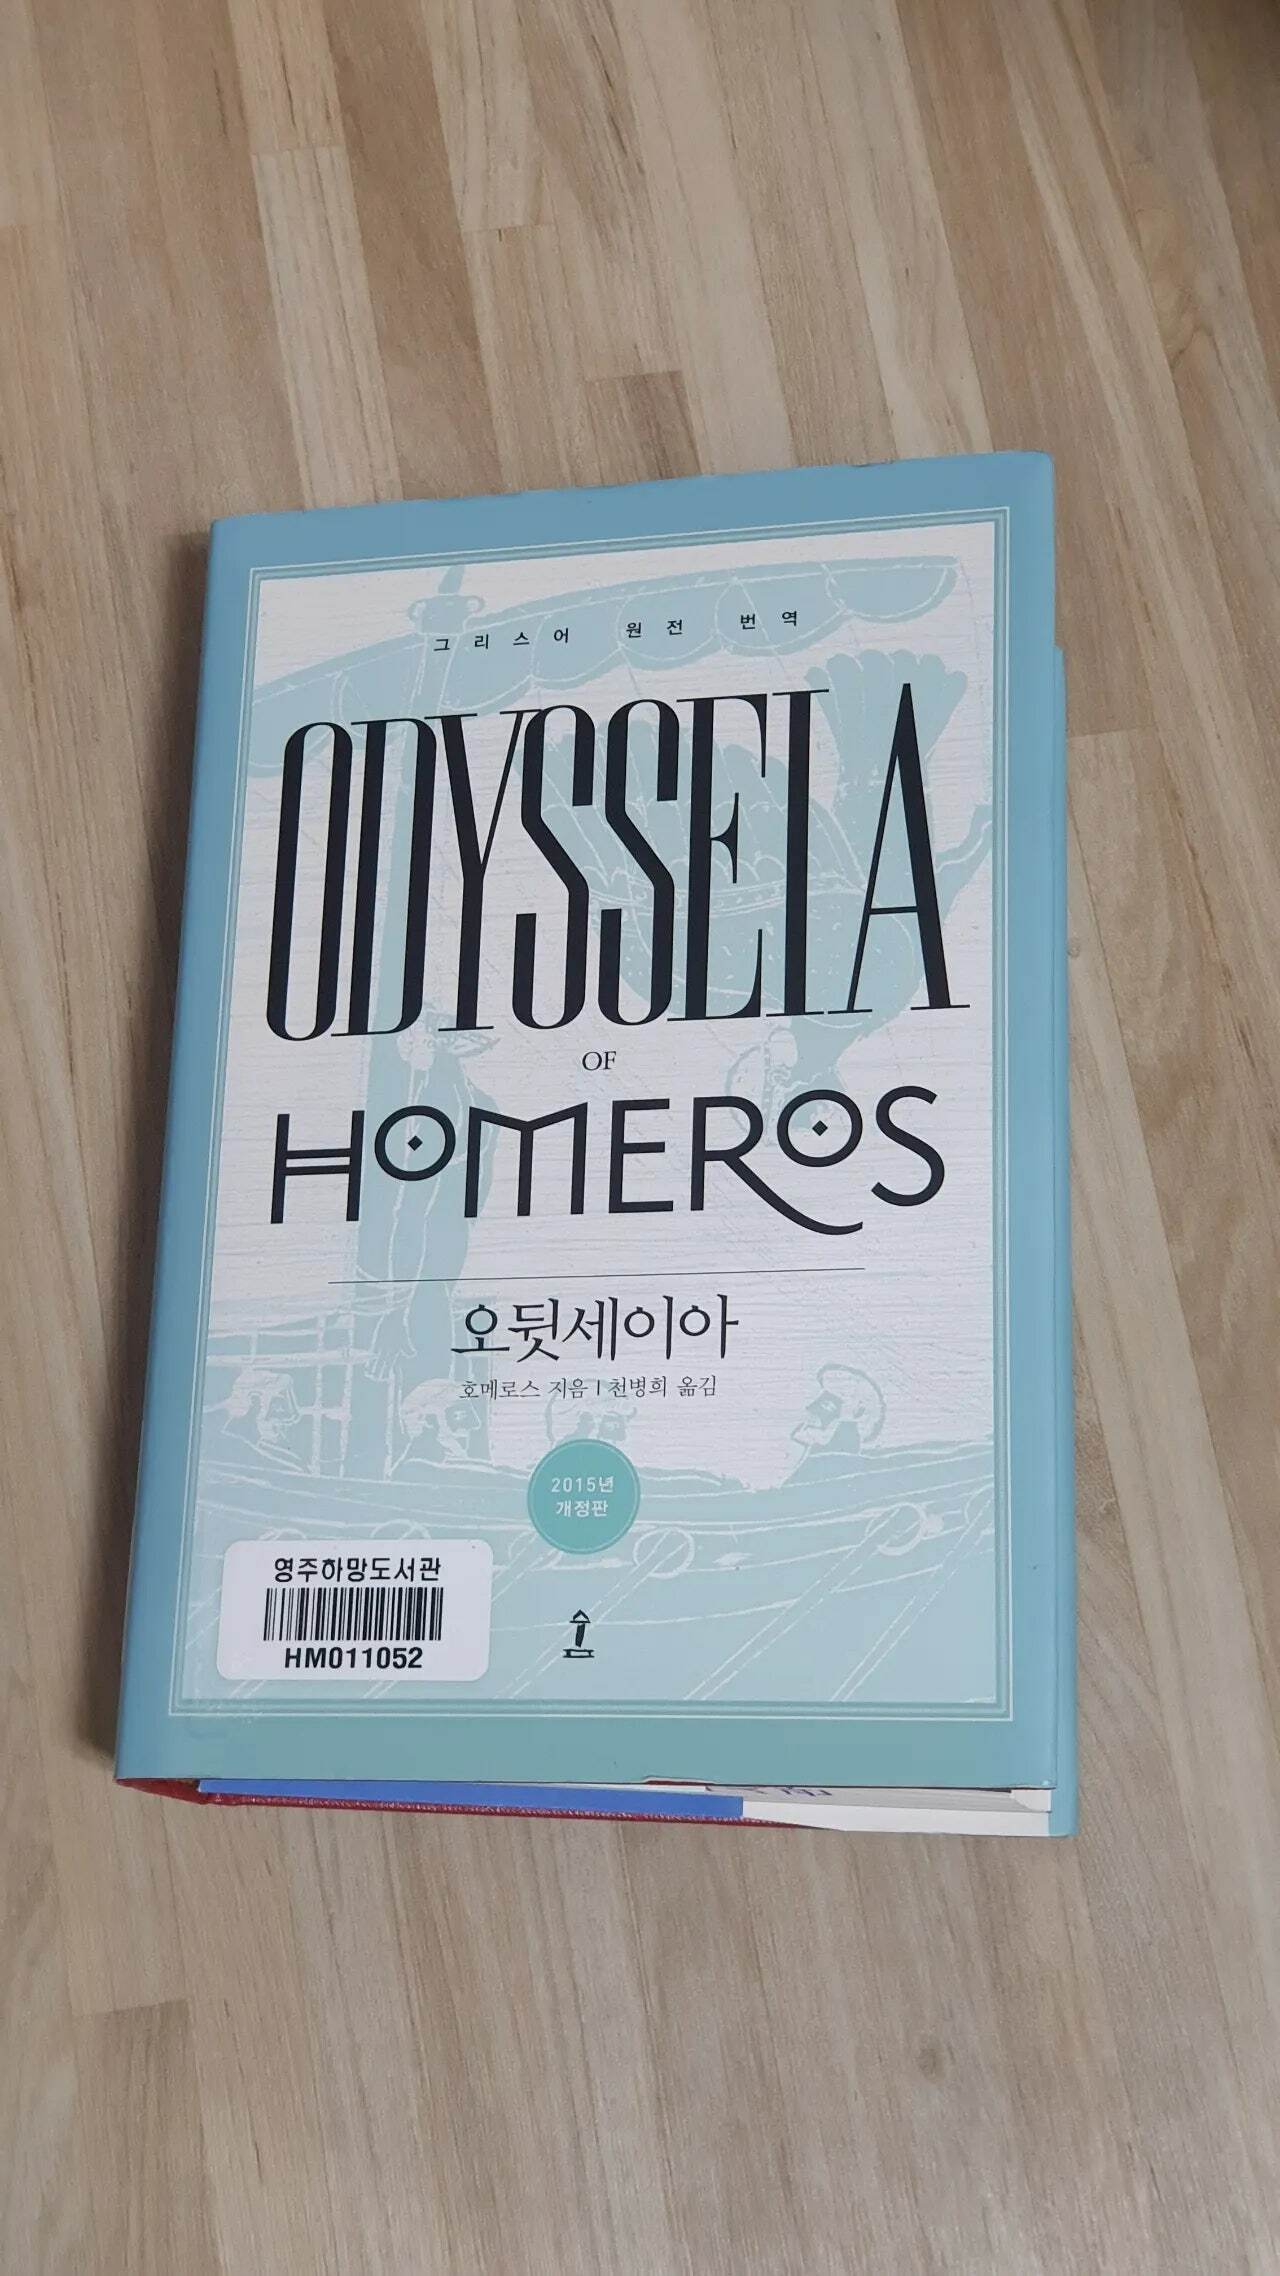 그리스어 원전 번역
ODYSSEIA
OF
HOMEROS
오뒷세이아
호메로스 지음 | 천병희 옮김
2015년
개정판
영주하망도서관
HM011052